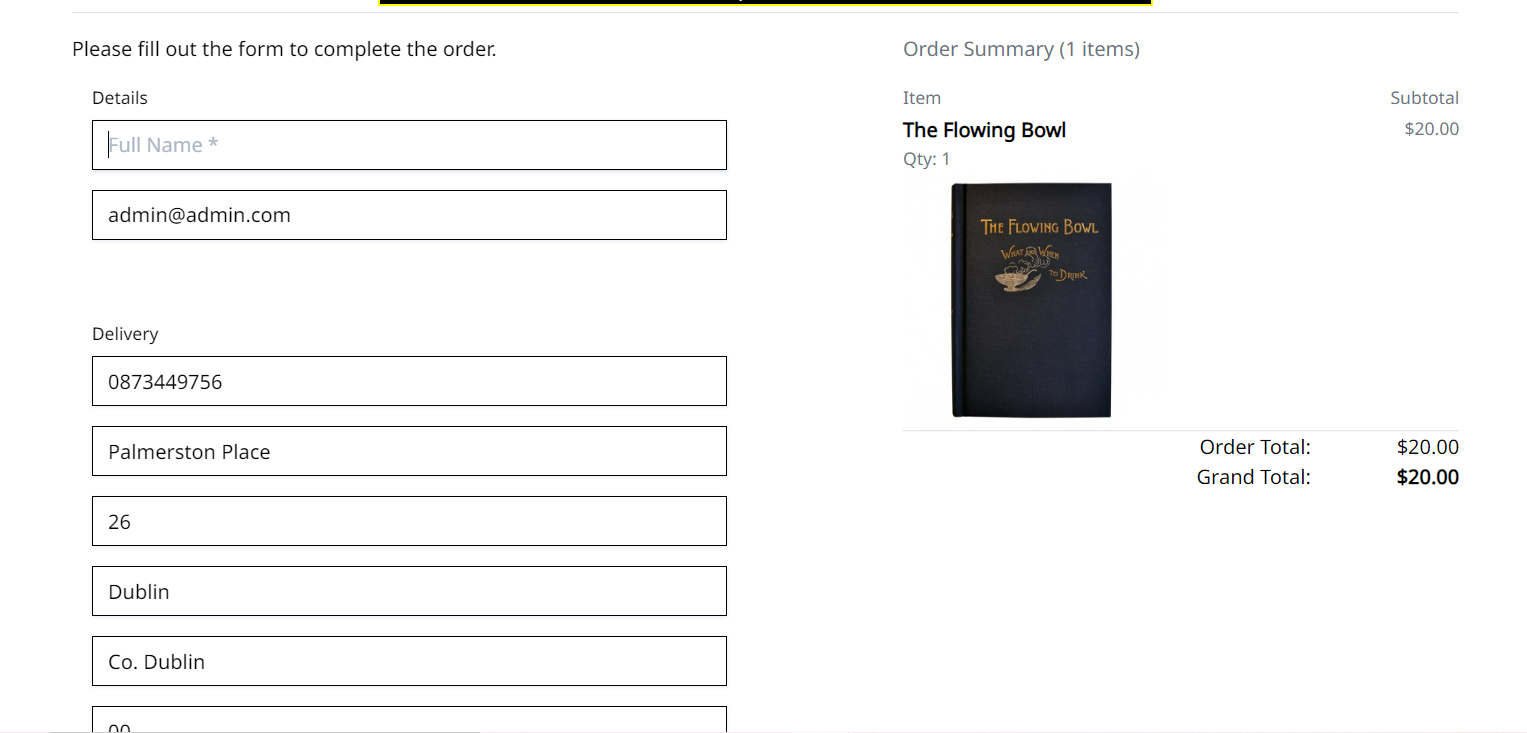 Please fill out the form to complete the order.
Details
Full Name *
admin@admin.com
Delivery
0873449756
Palmerston Place
26
Dublin
Co. Dublin
00
Order Summary (1 items)
Item Subtotal
The Flowing Bowl $20.00
Qty: 1
THE FLOWING BOWL
WHAT AND WHEN
TO DRINK
Order Total: $20.00
Grand Total: $20.00